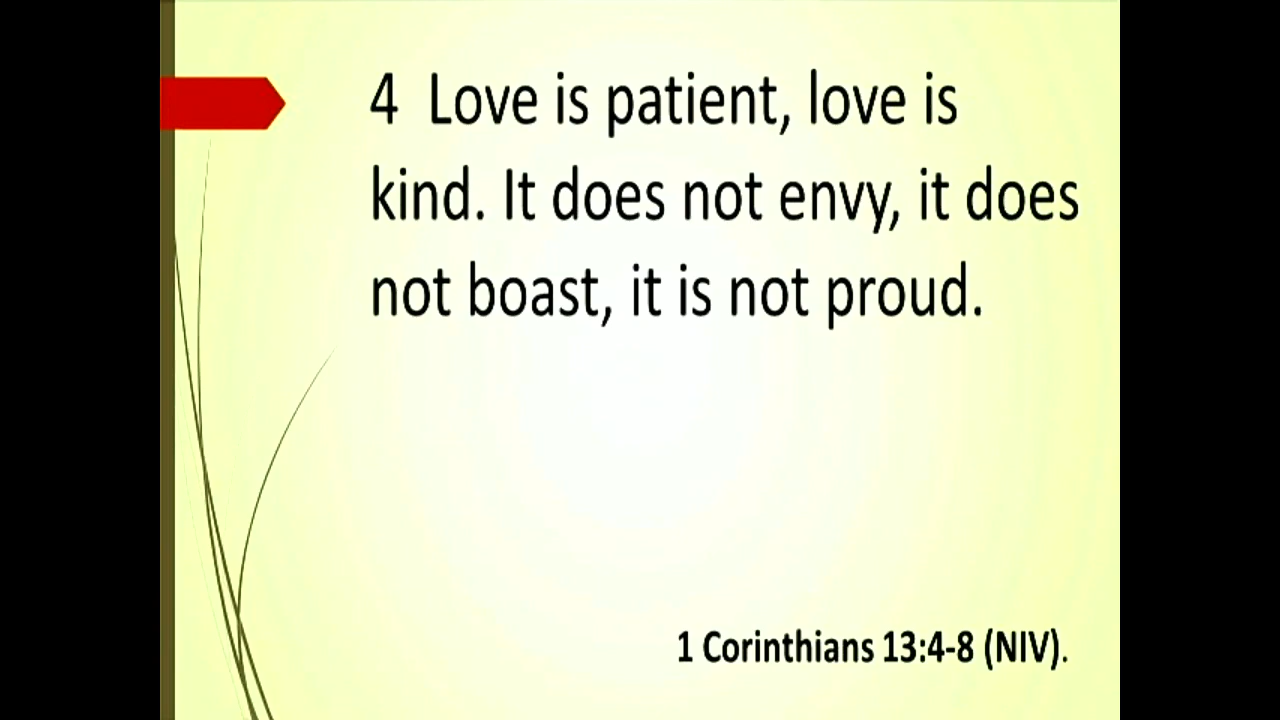 4  Love is patient, love is
kind. It does not envy, it does
not boast, it is not proud.
1 Corinthians 13:4-8 (NIV).